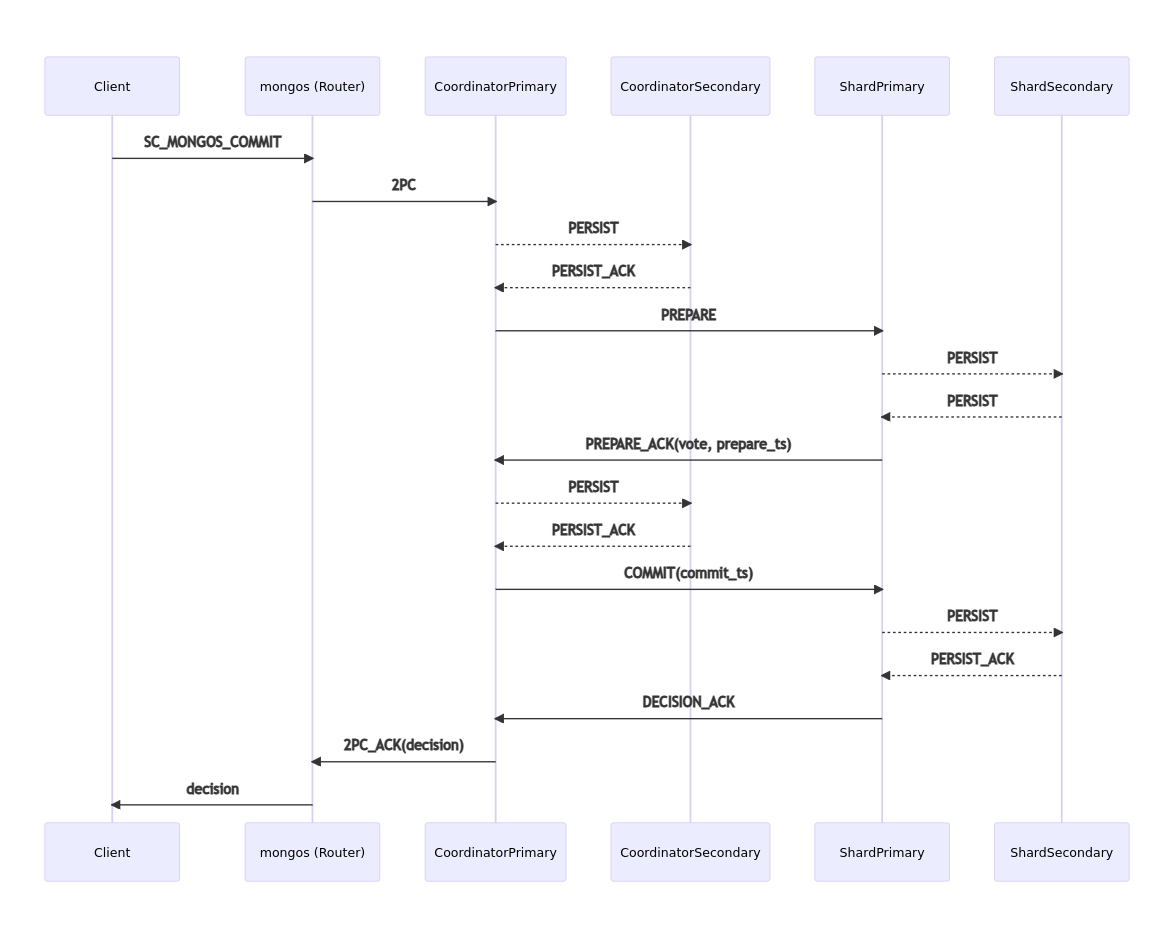 Client
mongos (Router)
CoordinatorPrimary
CoordinatorSecondary
ShardPrimary
ShardSecondary
SC_MONGOS_COMMIT
2PC
PERSIST
PERSIST_ACK
PREPARE
PERSIST
PERSIST
PREPARE_ACK(vote, prepare_ts)
PERSIST
PERSIST_ACK
COMMIT(commit_ts)
PERSIST
PERSIST_ACK
DECISION_ACK
2PC_ACK(decision)
decision
Client
mongos (Router)
CoordinatorPrimary
CoordinatorSecondary
ShardPrimary
ShardSecondary